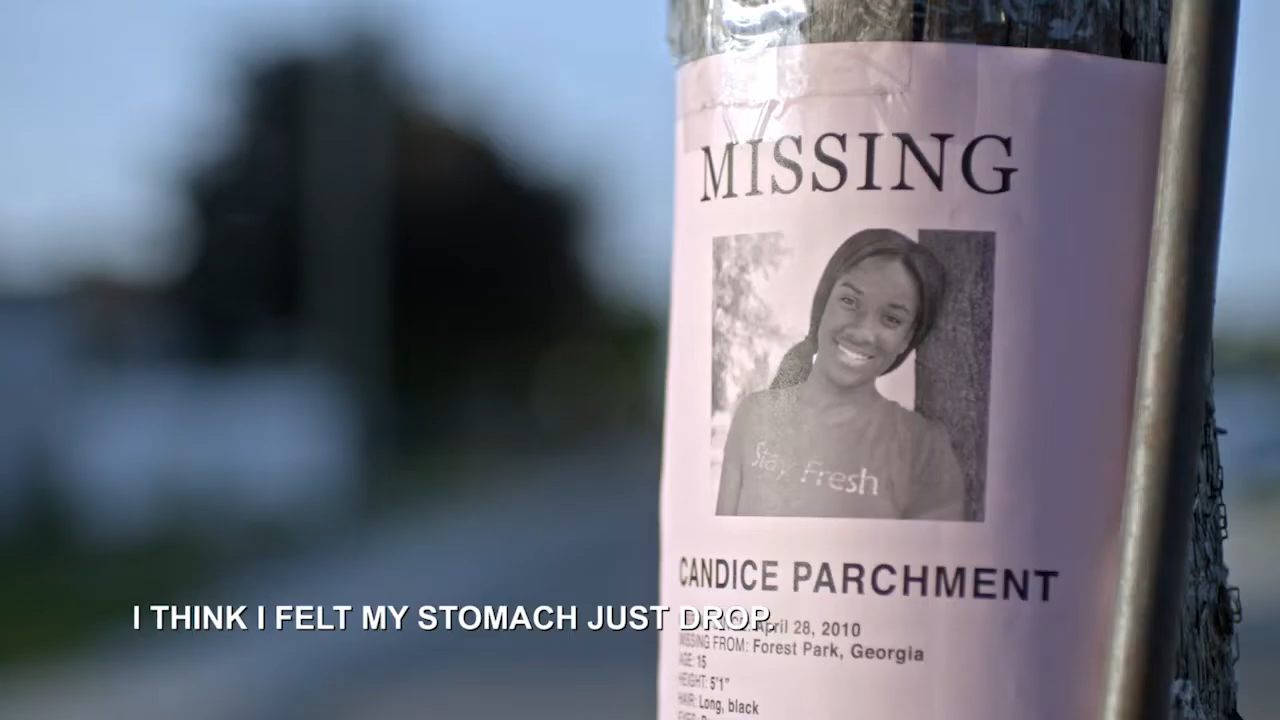 MISSING
Stay Fresh
CANDICE PARCHMENT
April 28, 2010
MISSING FROM: Forest Park, Georgia
AGE: 15
HEIGHT: 5'1"
HAIR: Long, black
I THINK I FELT MY STOMACH JUST DROP.